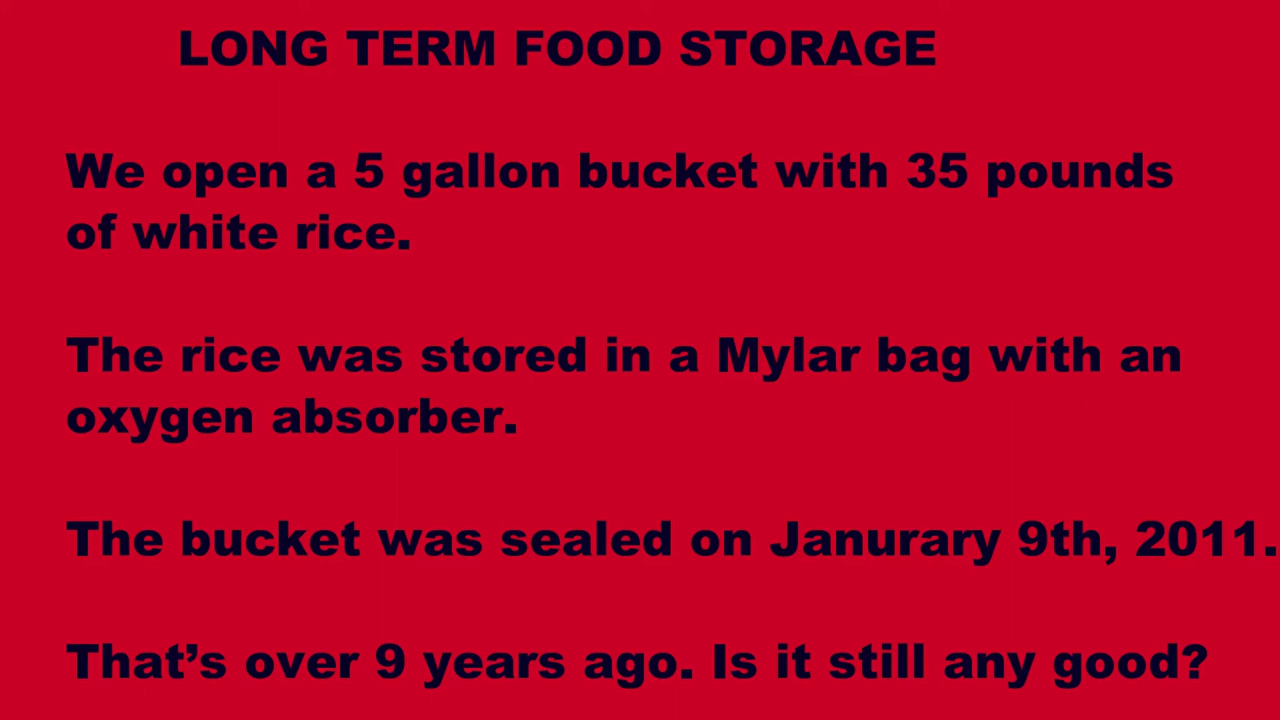 LONG TERM FOOD STORAGE
We open a 5 gallon bucket with 35 pounds
of white rice.
The rice was stored in a Mylar bag with an
oxygen absorber.
The bucket was sealed on Janurary 9th, 2011.
That’s over 9 years ago. Is it still any good?